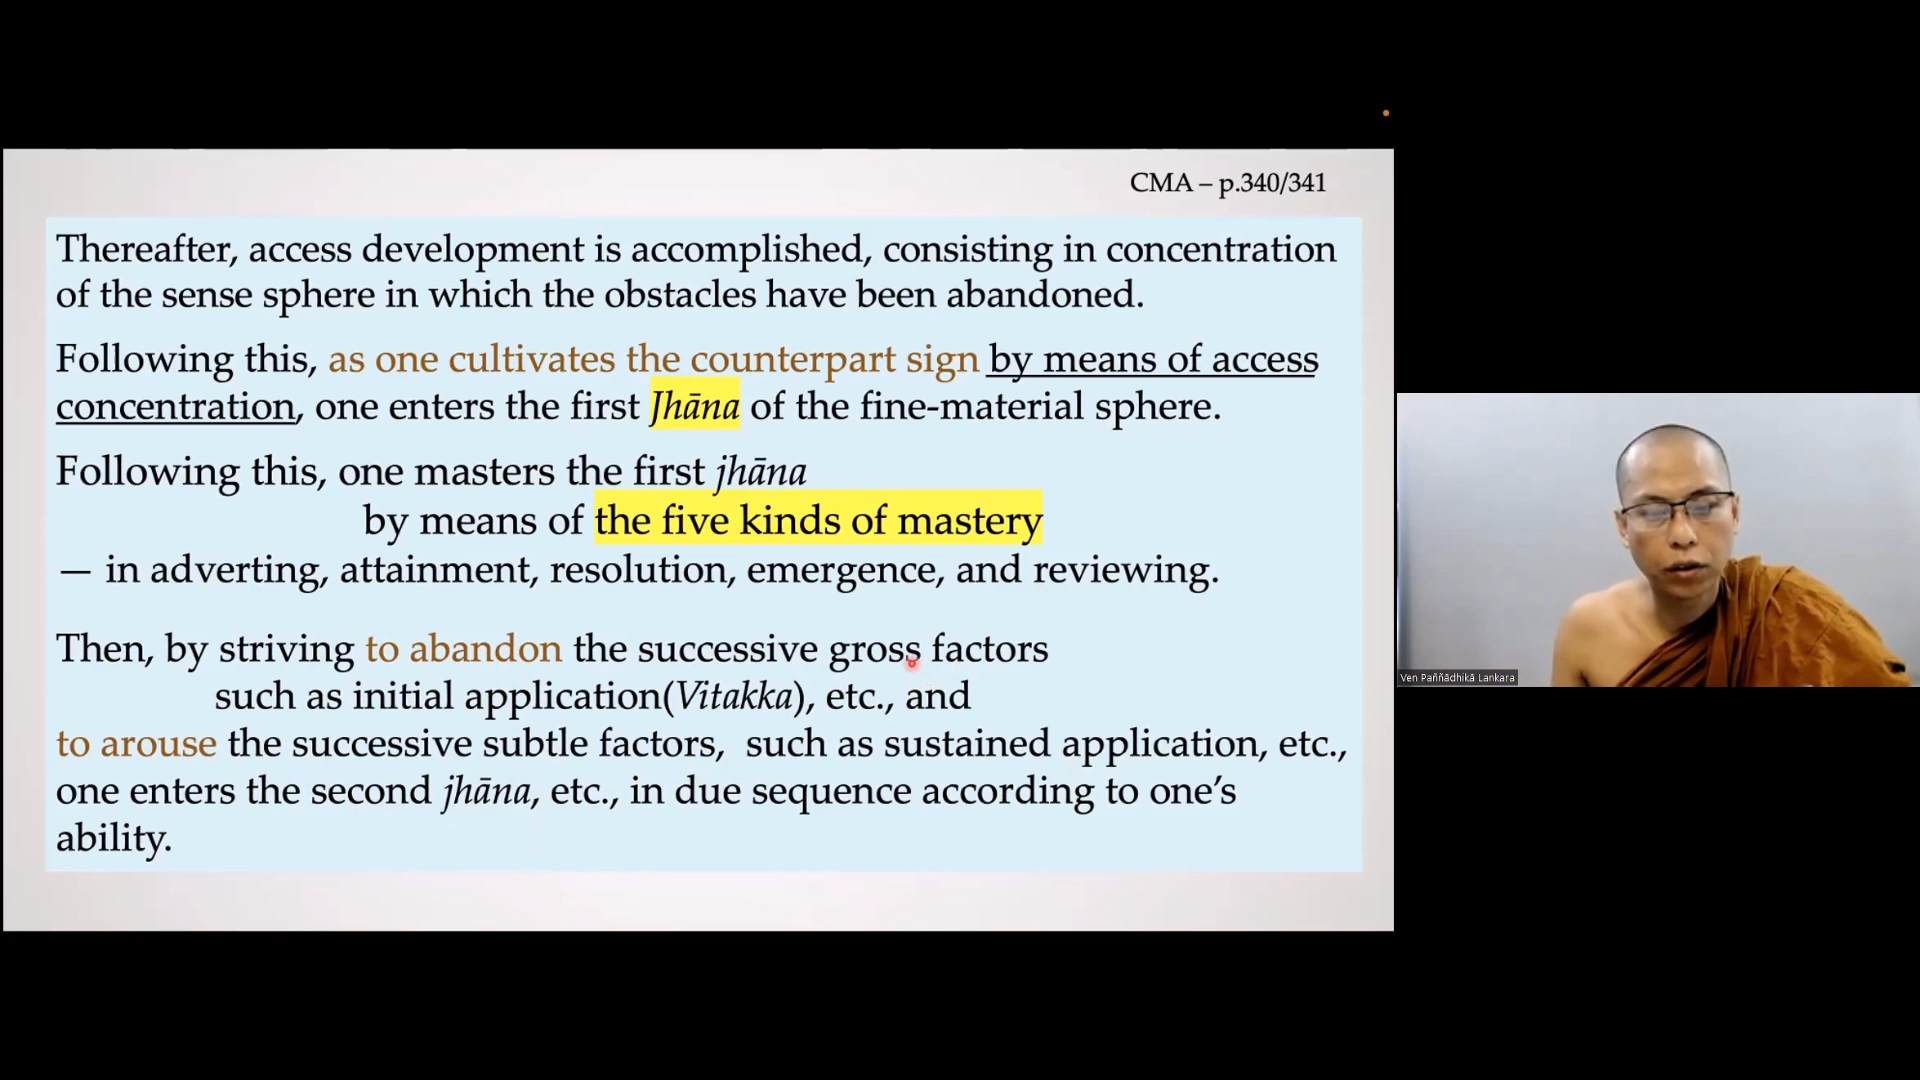 CMA – p.340/341
Thereafter, access development is accomplished, consisting in concentration
of the sense sphere in which the obstacles have been abandoned.
Following this, as one cultivates the counterpart sign by means of access
concentration, one enters the first Jhāna of the fine-material sphere.
Following this, one masters the first jhāna
by means of the five kinds of mastery
— in adverting, attainment, resolution, emergence, and reviewing.
Then, by striving to abandon the successive gross factors
such as initial application(Vitakka), etc., and
to arouse the successive subtle factors, such as sustained application, etc.,
one enters the second jhāna, etc., in due sequence according to one’s
ability.
Ven Paññādhikā Lankara